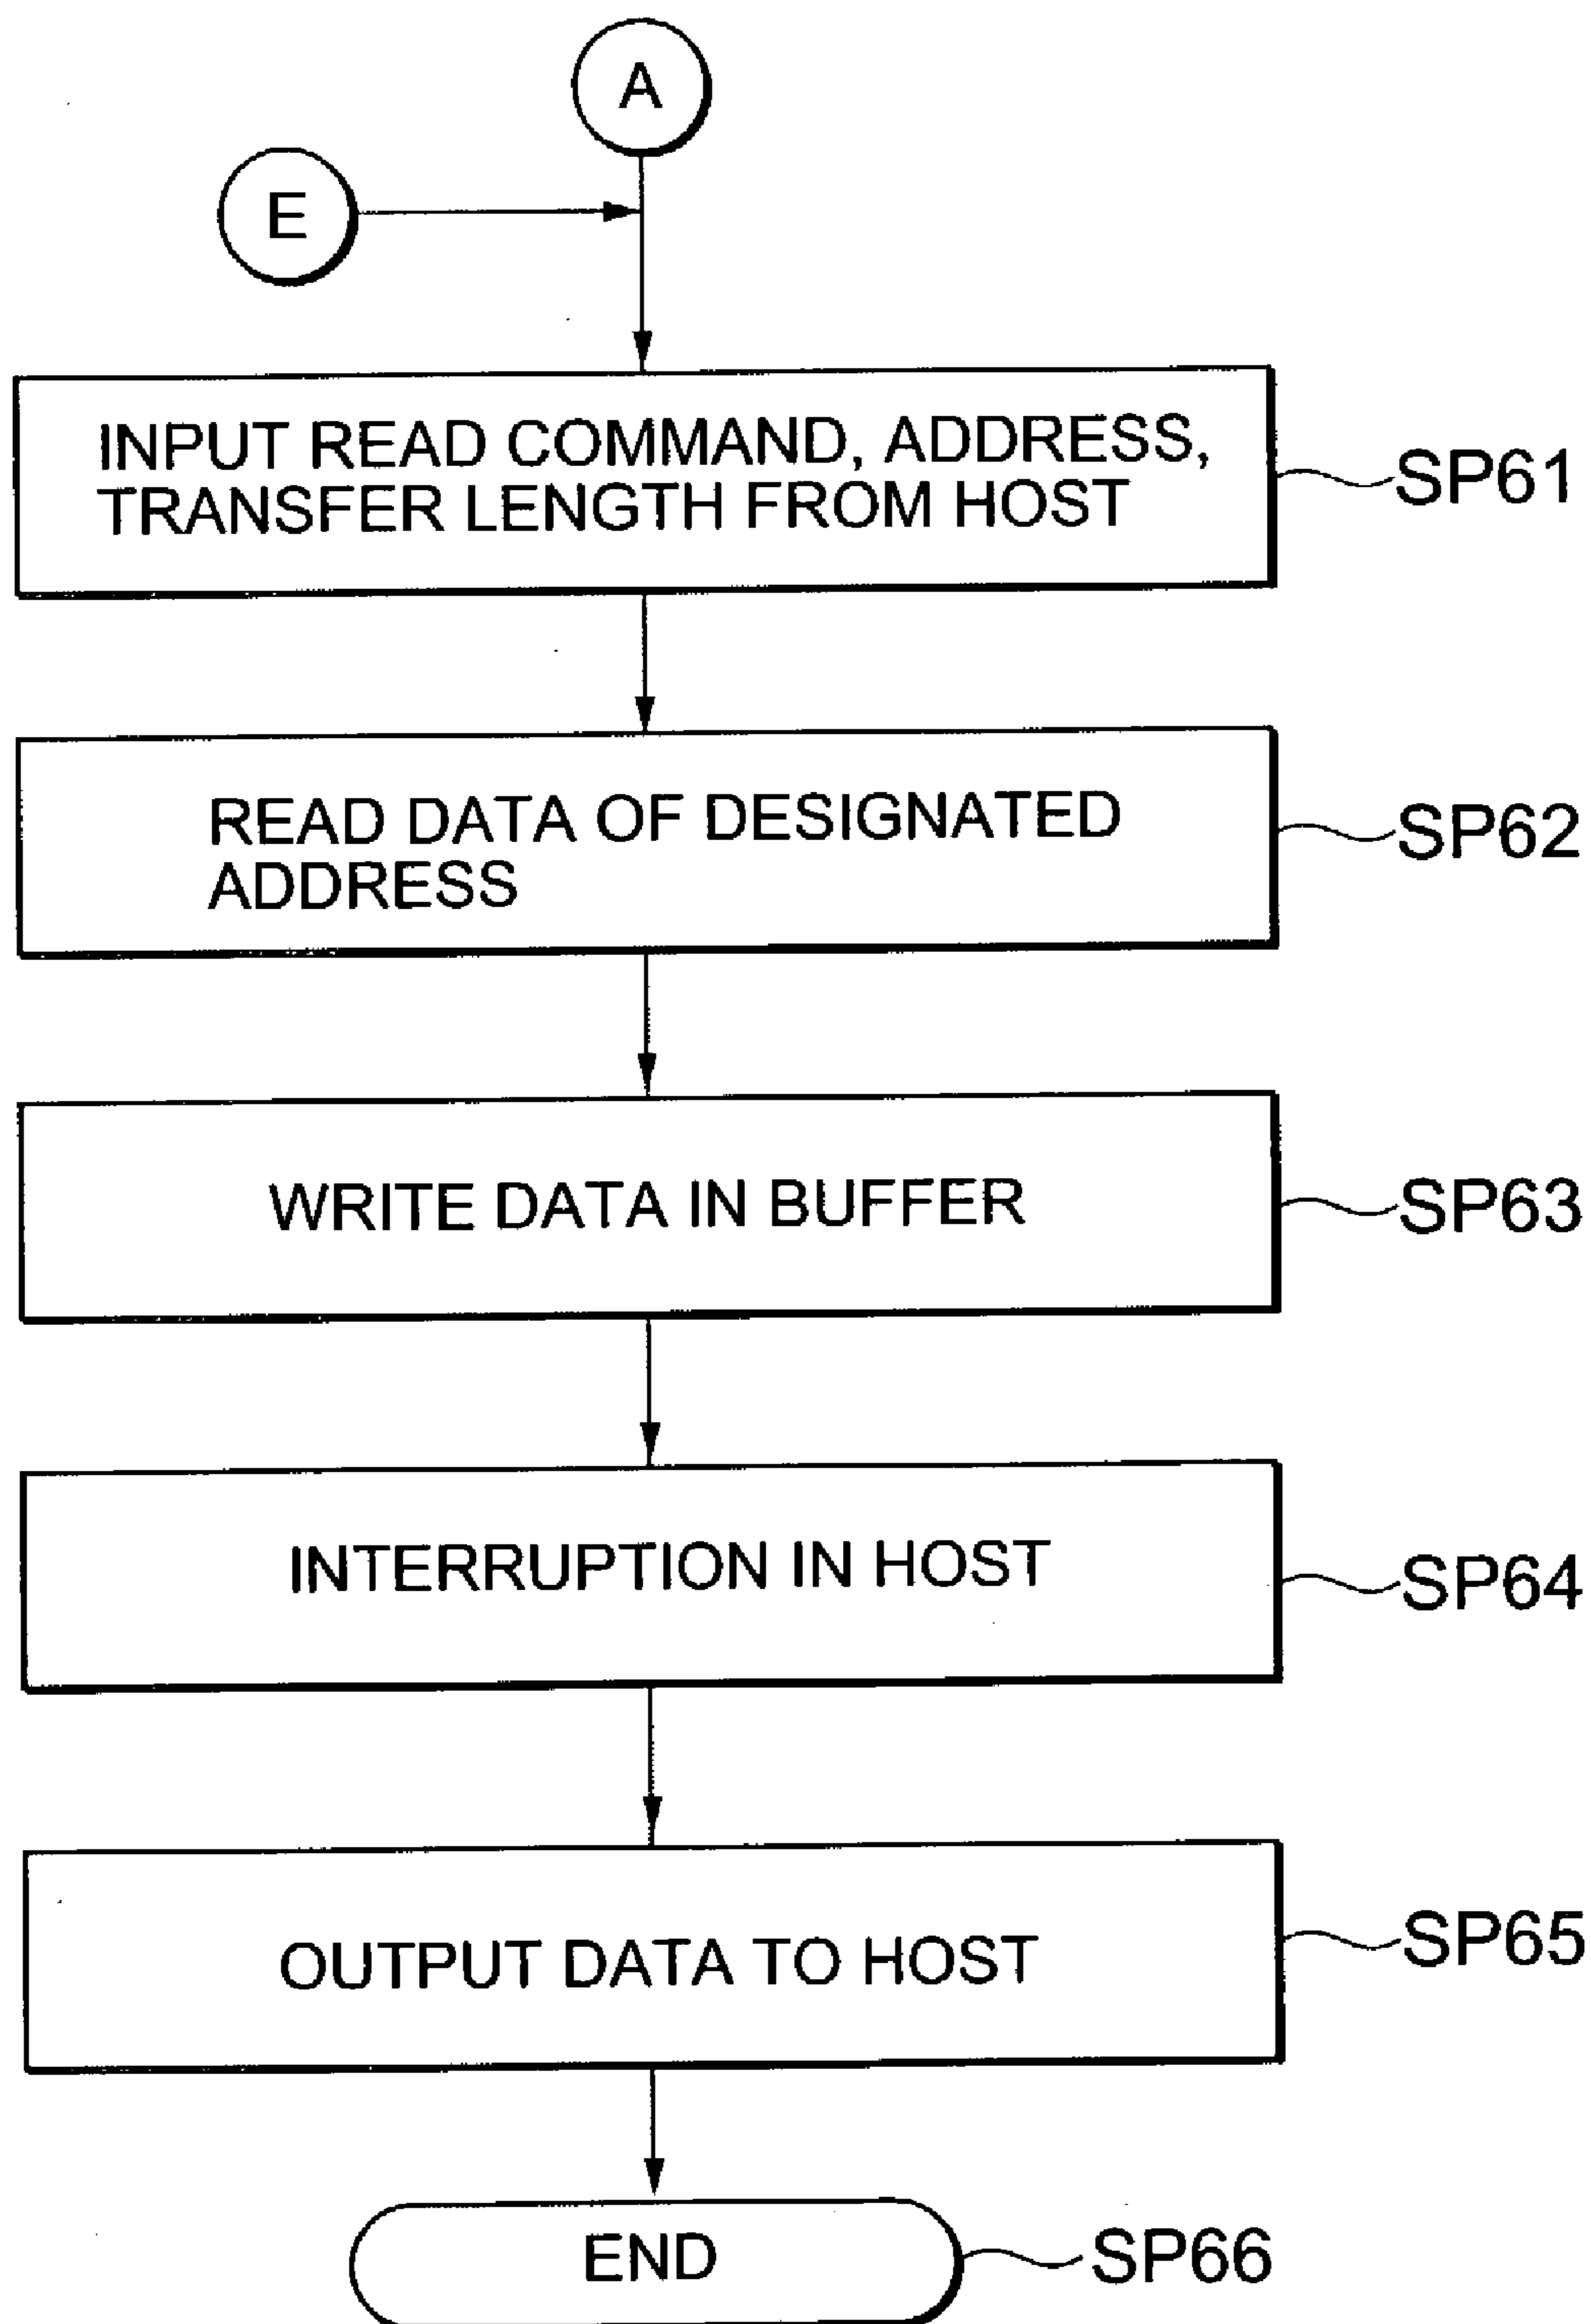 A
E
INPUT READ COMMAND, ADDRESS,
TRANSFER LENGTH FROM HOST
SP61
READ DATA OF DESIGNATED
ADDRESS
SP62
WRITE DATA IN BUFFER
SP63
INTERRUPTION IN HOST
SP64
OUTPUT DATA TO HOST
SP65
END
SP66